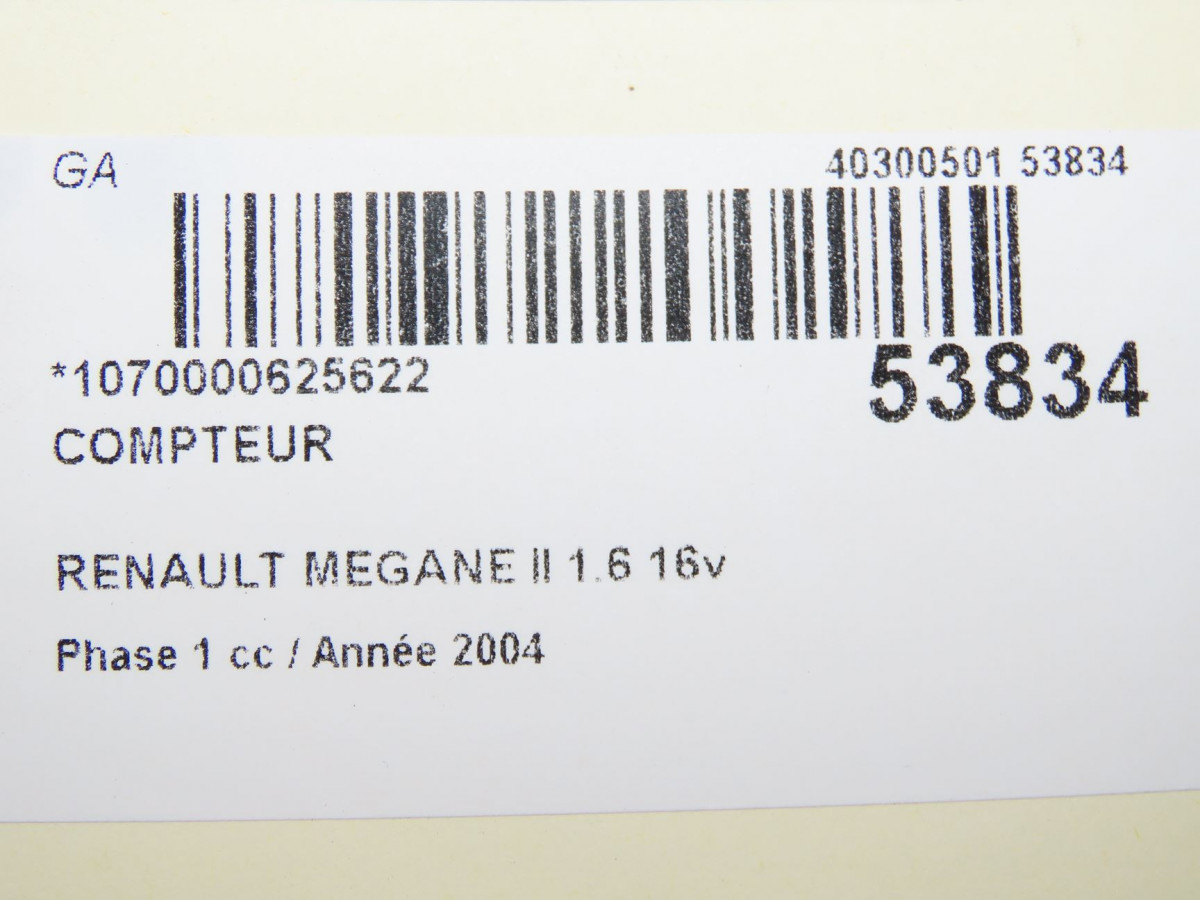 GA
40300501 53834
*1070000625622
53834
COMPTEUR
RENAULT MEGANE II 1.6 16v
Phase 1 cc / Année 2004